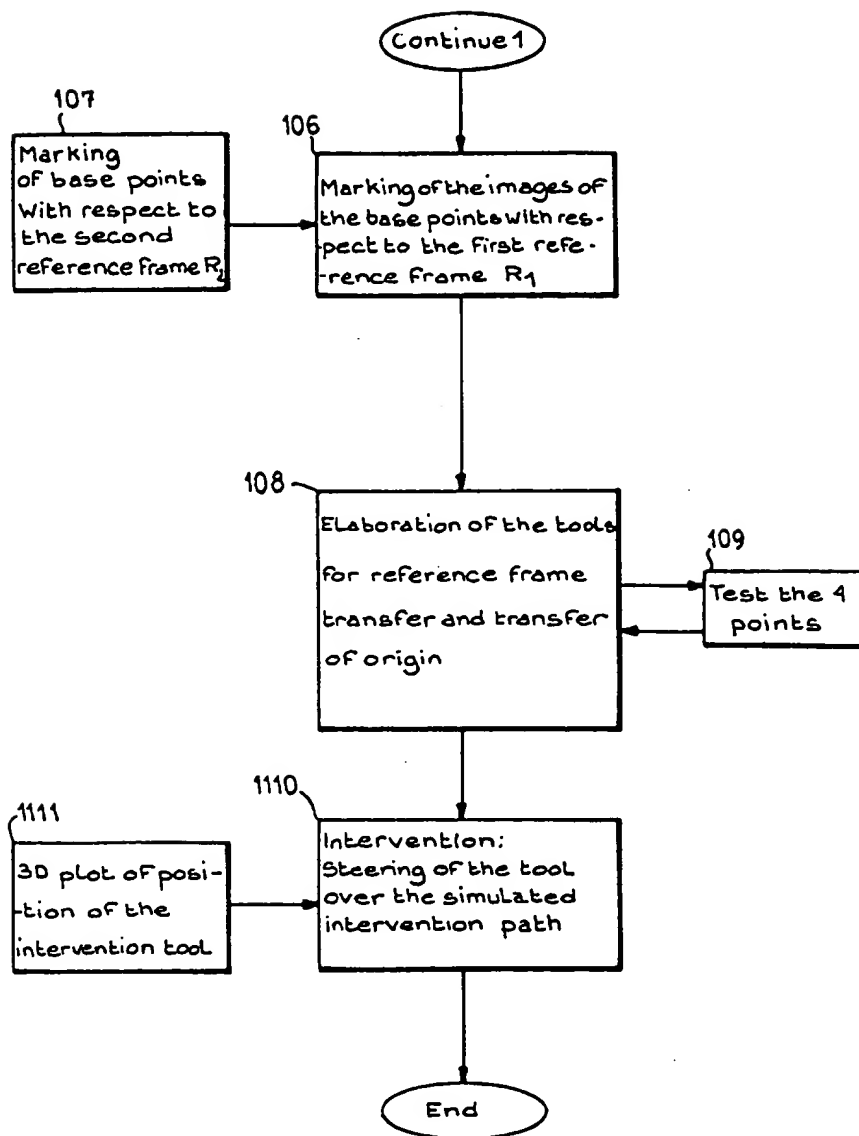 Continue 1
107
Marking
of base points
With respect to
the second
reference frame R2
106
Marking of the images of
the base points with res-
pect to the first refe-
-rence frame R1
108
Elaboration of the tools
for reference frame
transfer and transfer
of origin
109
Test the 4
points
1111
3D plot of posi-
-tion of the
intervention tool
1110
Intervention:
Steering of the tool
over the simulated
intervention path
End